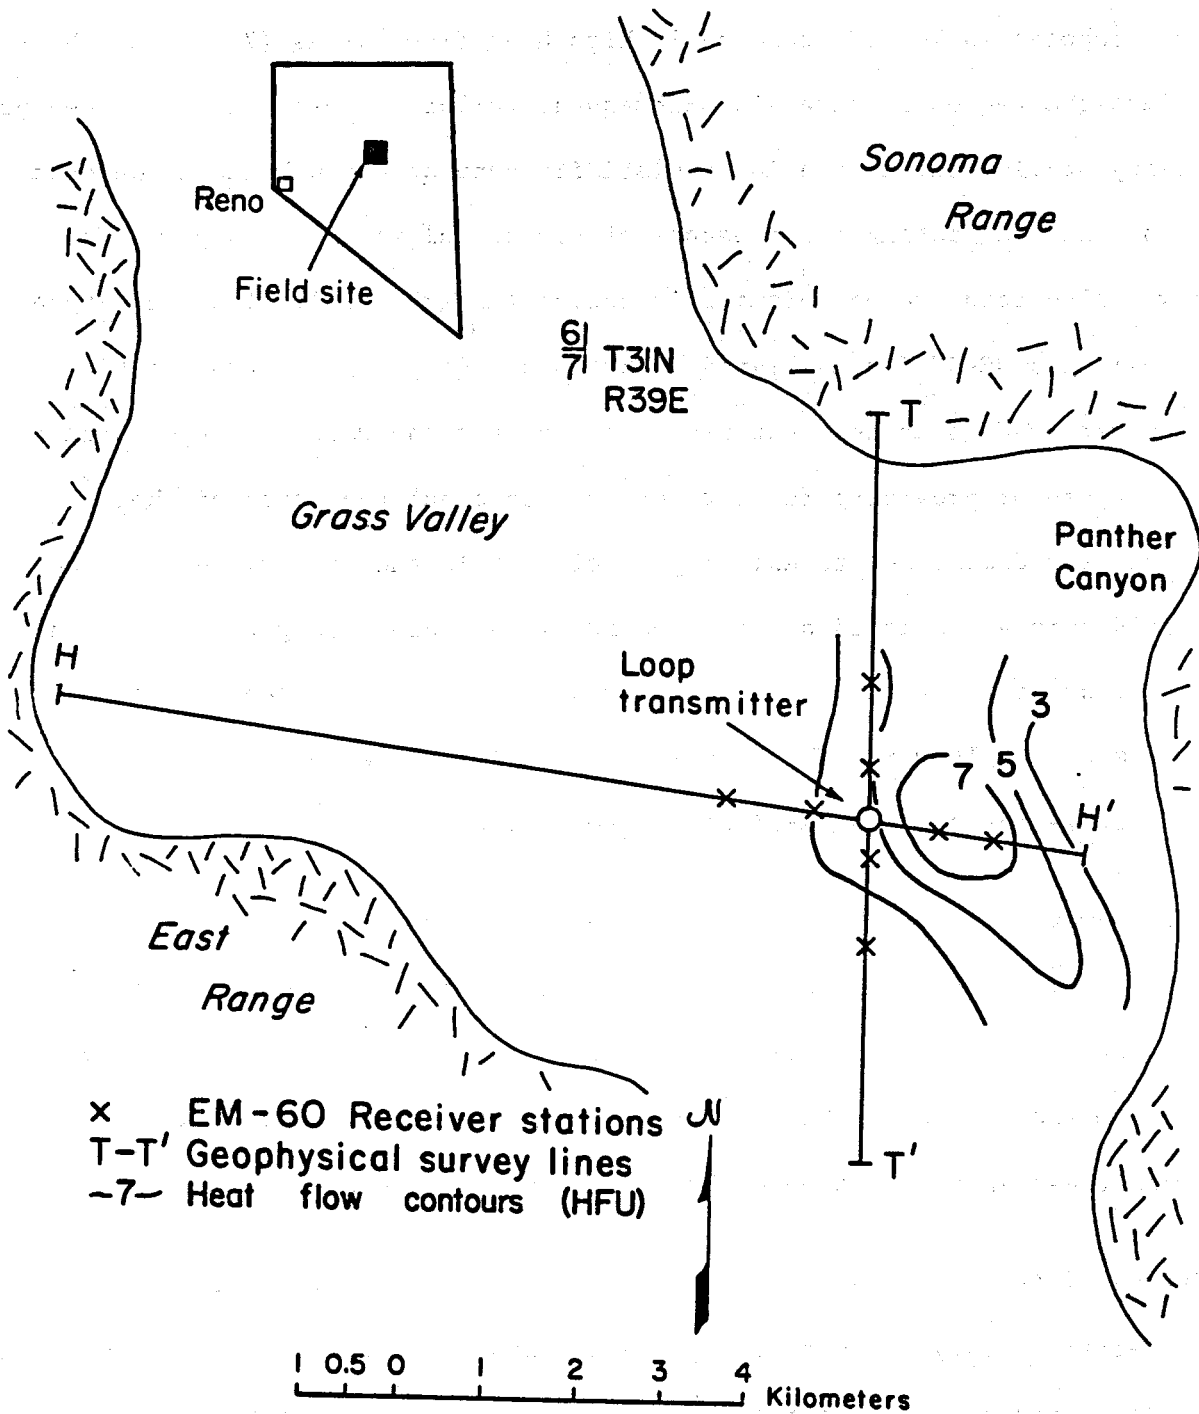 Sonoma
Range
Reno
Field site
6
7
T31N
R39E
T
Grass Valley
Panther
Canyon
H
Loop
transmitter
3
7 5
H'
East
Range
× EM-60 Receiver stations
T-T' Geophysical survey lines
-7- Heat flow contours (HFU)
N
T'
1 0.5 0 1 2 3 4
Kilometers